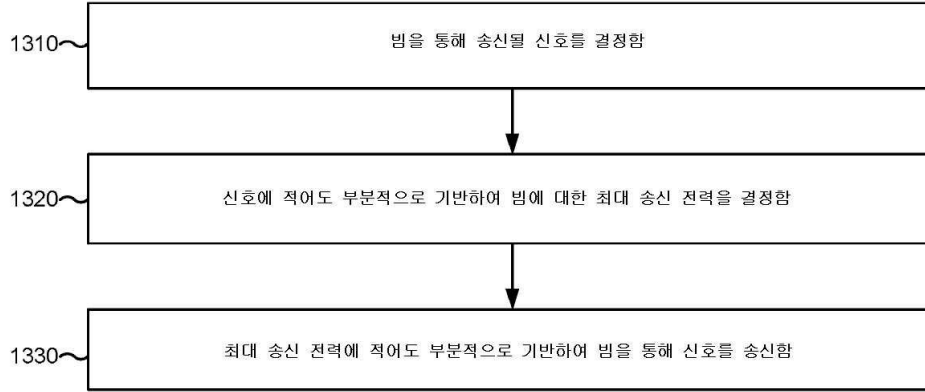 1310
빔을 통해 송신될 신호를 결정함
1320
신호에 적어도 부분적으로 기반하여 빔에 대한 최대 송신 전력을 결정함
1330
최대 송신 전력에 적어도 부분적으로 기반하여 빔을 통해 신호를 송신함